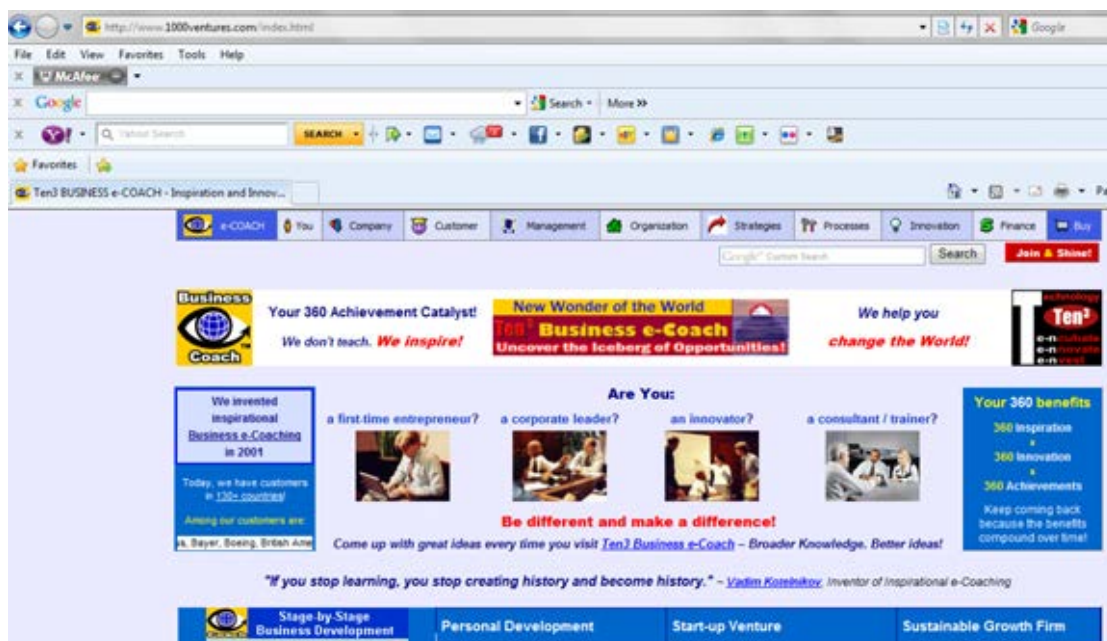 http://www.1000ventures.com/index.html
Google
File Edit View Favorites Tools Help
McAfee
Google
Search More
Yahoo! Search
SEARCH
Favorites
Ten3 BUSINESS e-COACH - Inspiration and Innov...
e-COACH You Company Customer Management Organization Strategies Processes Innovation Finance Buy
Google Custom Search
Search
Join & Shine!
Business
Coach
Your 360 Achievement Catalyst!
We don't teach. We inspire!
New Wonder of the World
Ten3 Business e-Coach
Uncover the Iceberg of Opportunities!
We help you
change the World!
Technology
Ten3
e-ncubate
e-nnovate
e-nvest
We invented
inspirational
Business e-Coaching
in 2001
Today, we have customers
in 130+ countries!
Among our customers are:
Bayer, Boeing, British Ame
Are You:
a first-time entrepreneur? a corporate leader? an innovator? a consultant / trainer?
Be different and make a difference!
Come up with great ideas every time you visit Ten3 Business e-Coach – Broader Knowledge. Better ideas!
Your 360 benefits
360 Inspiration
360 Innovation
360 Achievements
Keep coming back
because the benefits
compound over time!
"If you stop learning, you stop creating history and become history." ~ Vadim Kotelnikov, Inventor of Inspirational e-Coaching
Stage-by-Stage
Business Development
Personal Development Start-up Venture Sustainable Growth Firm